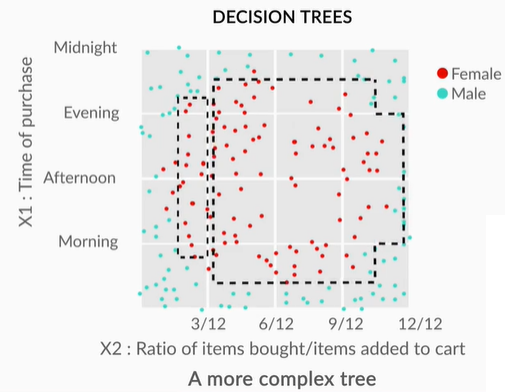 DECISION TREES
Midnight
Evening
Afternoon
Morning
X1 : Time of purchase
Female
Male
3/12 6/12 9/12 12/12
X2 : Ratio of items bought/items added to cart
A more complex tree